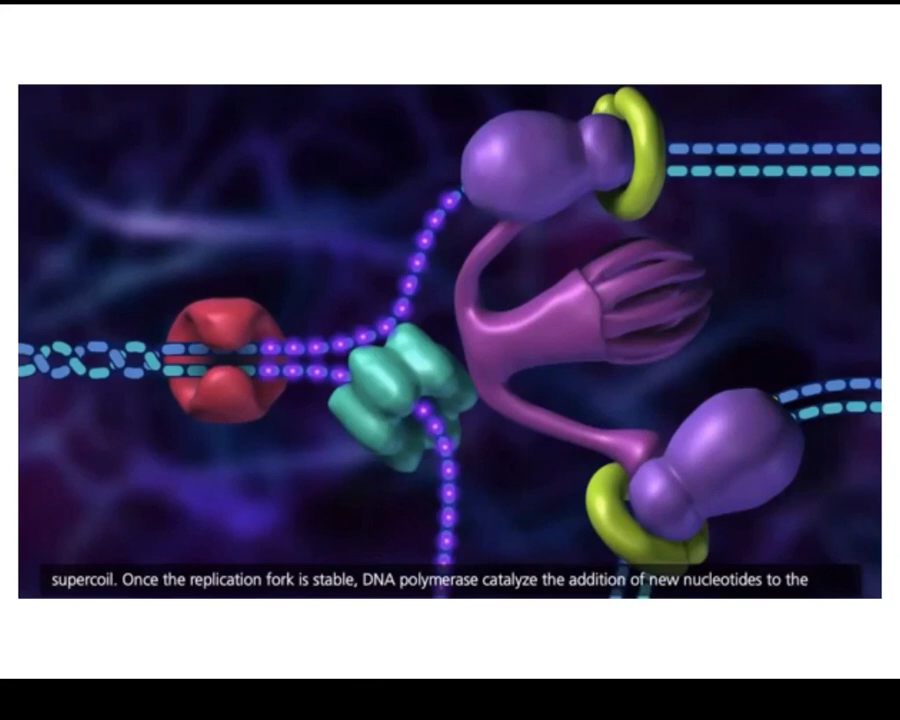 supercoil. Once the replication fork is stable, DNA polymerase catalyze the addition of new nucleotides to the